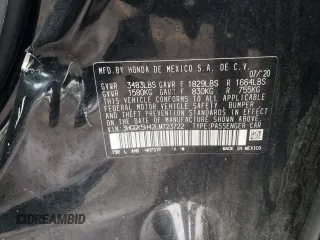 MFD. BY HONDA DE MEXICO S.A. DE C.V.
07/'20
GVWR 3483LBS GAWR F 1829LBS R 1664LBS
GVWR 1580KG GAWR F 830KG R 755KG
THIS VEHICLE CONFORMS TO ALL APPLICABLE
FEDERAL MOTOR VEHICLE SAFETY, BUMPER,
AND THEFT PREVENTION STANDARDS IN EFFECT ON
THE DATE OF MANUFACTURE SHOWN ABOVE.
TYPE:PASSENGER CAR
MADE IN
MEXICO
© DREAMBID